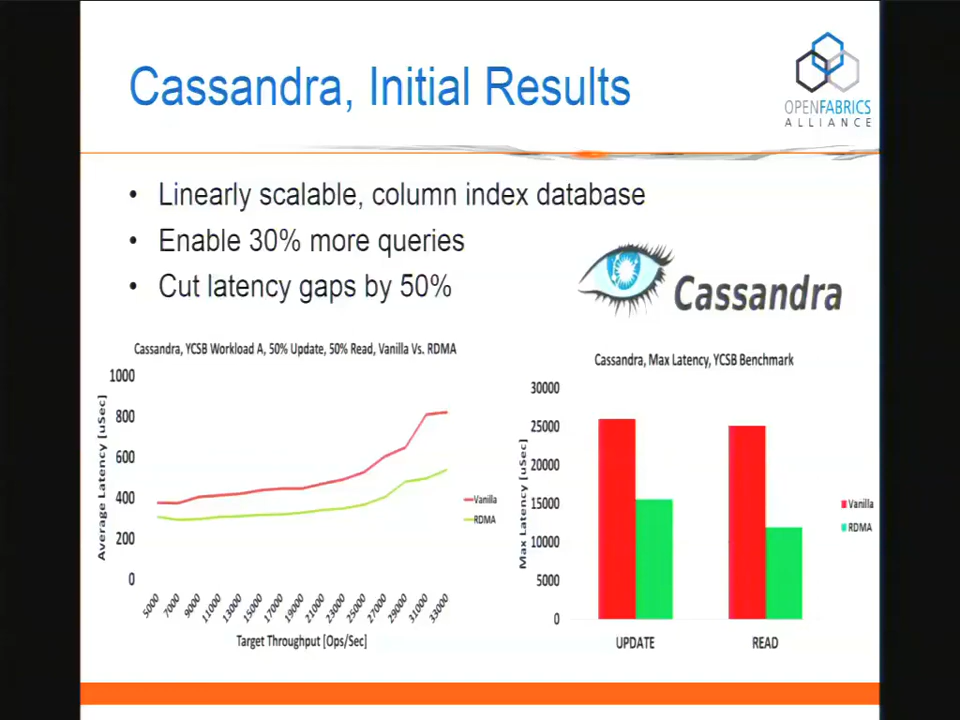 Cassandra, Initial Results
OPENFABRICS
ALLIANCE
• Linearly scalable, column index database
• Enable 30% more queries
• Cut latency gaps by 50%
Cassandra
Cassandra, YCSB Workload A, 50% Update, 50% Read, Vanilla Vs. RDMA
1000
800
600
400
200
0
Average Latency [uSec]
5000
7000
9000
11000
13000
15000
17000
19000
21000
23000
25000
27000
29000
31000
33000
Target Throughput [Ops/Sec]
Vanilla
RDMA
Cassandra, Max Latency, YCSB Benchmark
30000
25000
20000
15000
10000
5000
0
Max Latency [uSec]
UPDATE
READ
Vanilla
RDMA